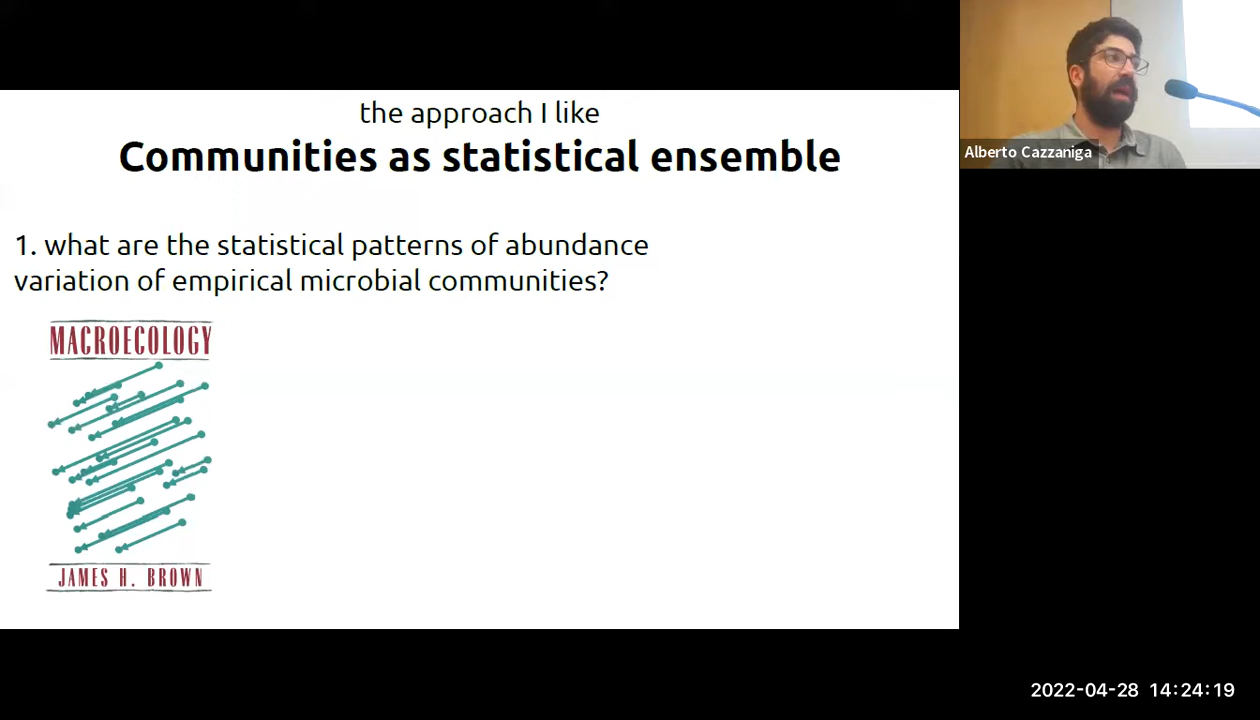 the approach I like
Communities as statistical ensemble
1. what are the statistical patterns of abundance
variation of empirical microbial communities?
MACROECOLOGY
JAMES H. BROWN
Alberto Cazzaniga
2022-04-28 14:24:19